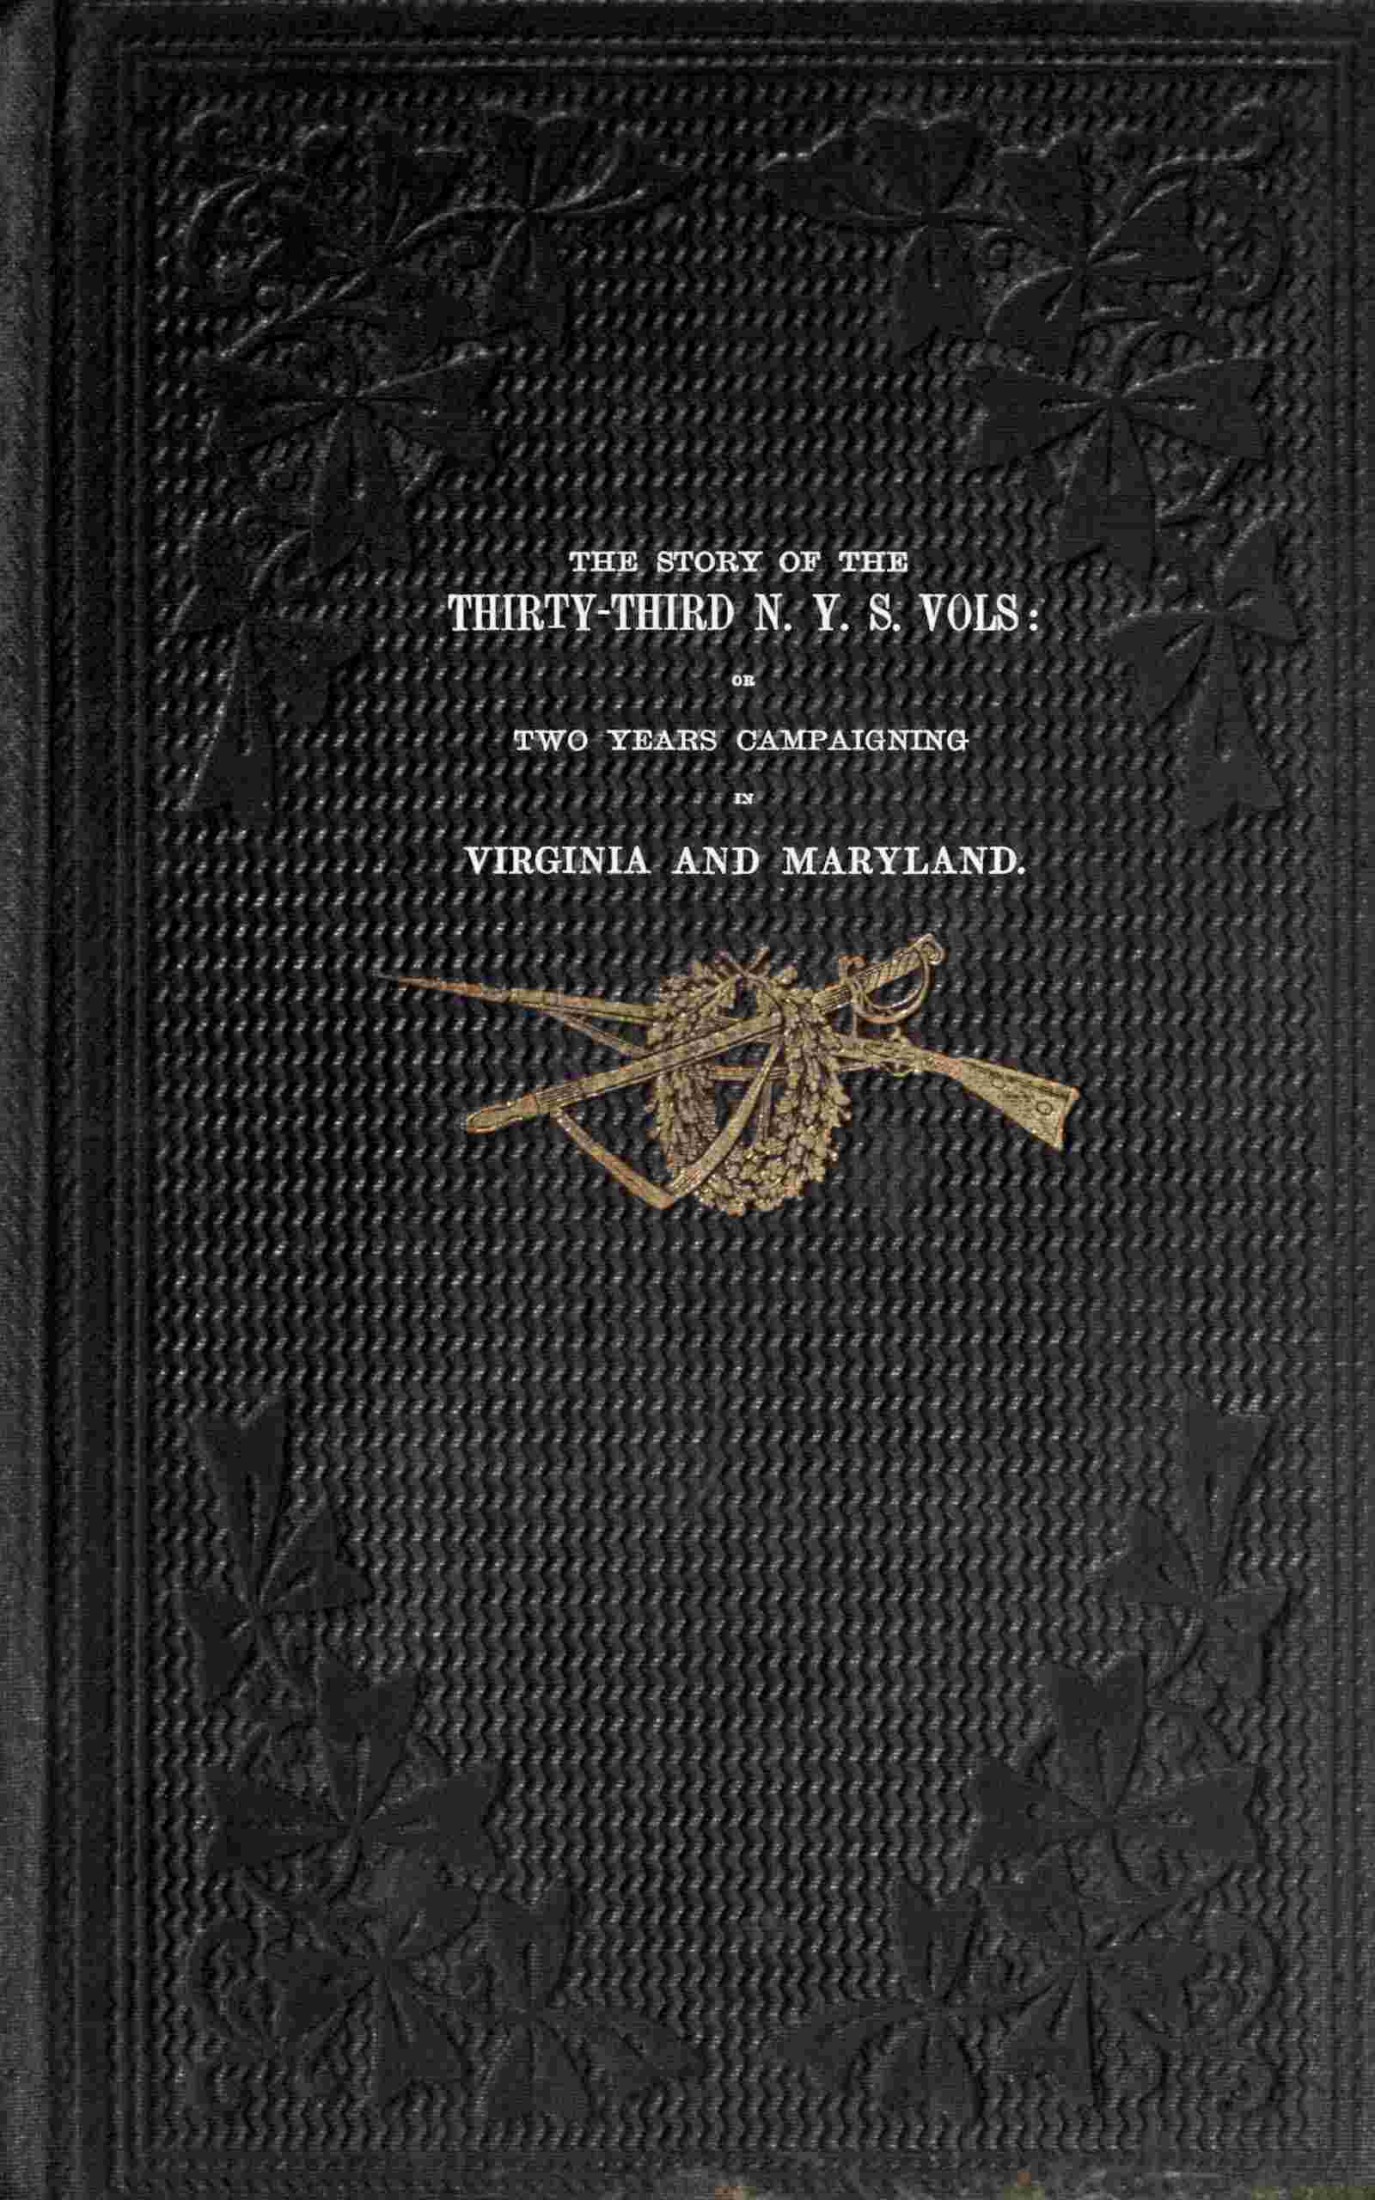 THE STORY OF THE
THIRTY-THIRD N. Y. S. VOLS:
OR
TWO YEARS CAMPAIGNING
IN
VIRGINIA AND MARYLAND.